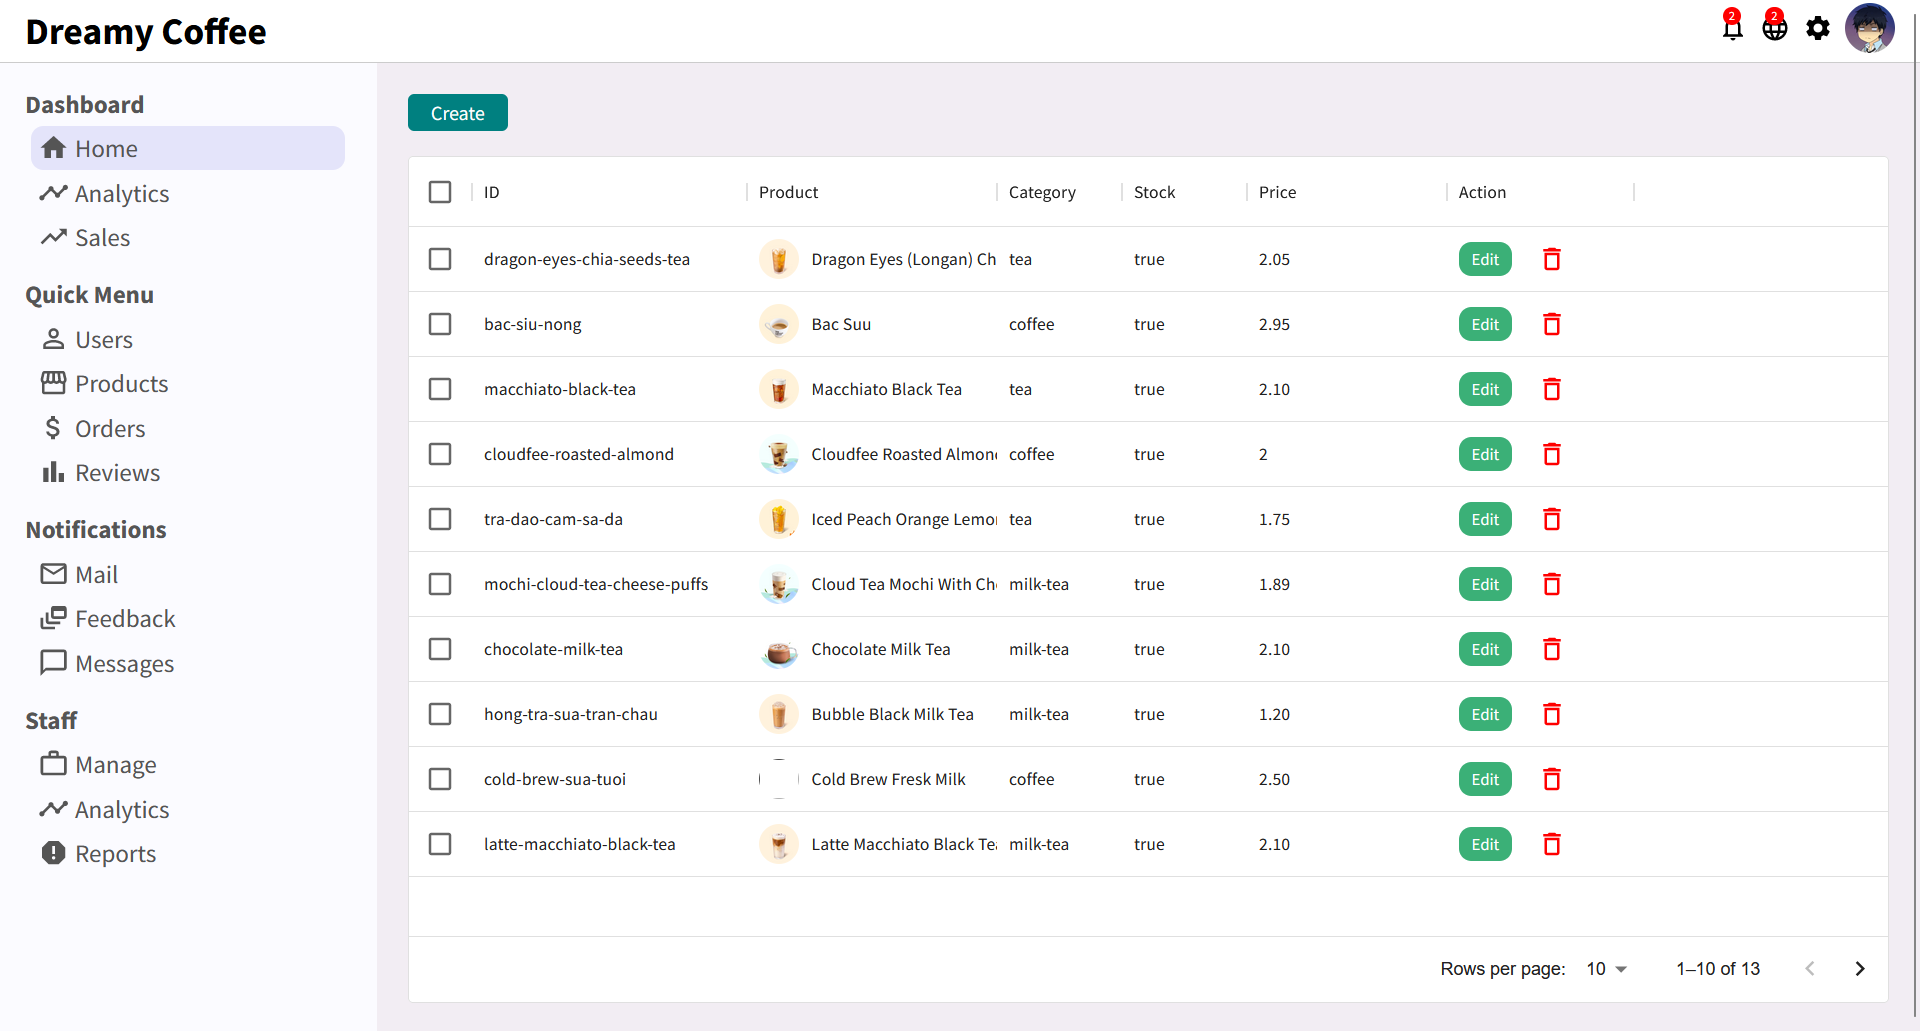 Dreamy Coffee
2
2
Dashboard
Home
Analytics
Sales
Quick Menu
Users
Products
Orders
Reviews
Notifications
Mail
Feedback
Messages
Staff
Manage
Analytics
Reports
Create
ID Product Category Stock Price Action
dragon-eyes-chia-seeds-tea Dragon Eyes (Longan) Ch tea true 2.05 Edit
bac-siu-nong Bac Suu coffee true 2.95 Edit
macchiato-black-tea Macchiato Black Tea tea true 2.10 Edit
cloudfee-roasted-almond Cloudfee Roasted Almon coffee true 2 Edit
tra-dao-cam-sa-da Iced Peach Orange Lemo tea true 1.75 Edit
mochi-cloud-tea-cheese-puffs Cloud Tea Mochi With Ch milk-tea true 1.89 Edit
chocolate-milk-tea Chocolate Milk Tea milk-tea true 2.10 Edit
hong-tra-sua-tran-chau Bubble Black Milk Tea milk-tea true 1.20 Edit
cold-brew-sua-tuoi Cold Brew Fresk Milk coffee true 2.50 Edit
latte-macchiato-black-tea Latte Macchiato Black Te milk-tea true 2.10 Edit
Rows per page: 10 1–10 of 13